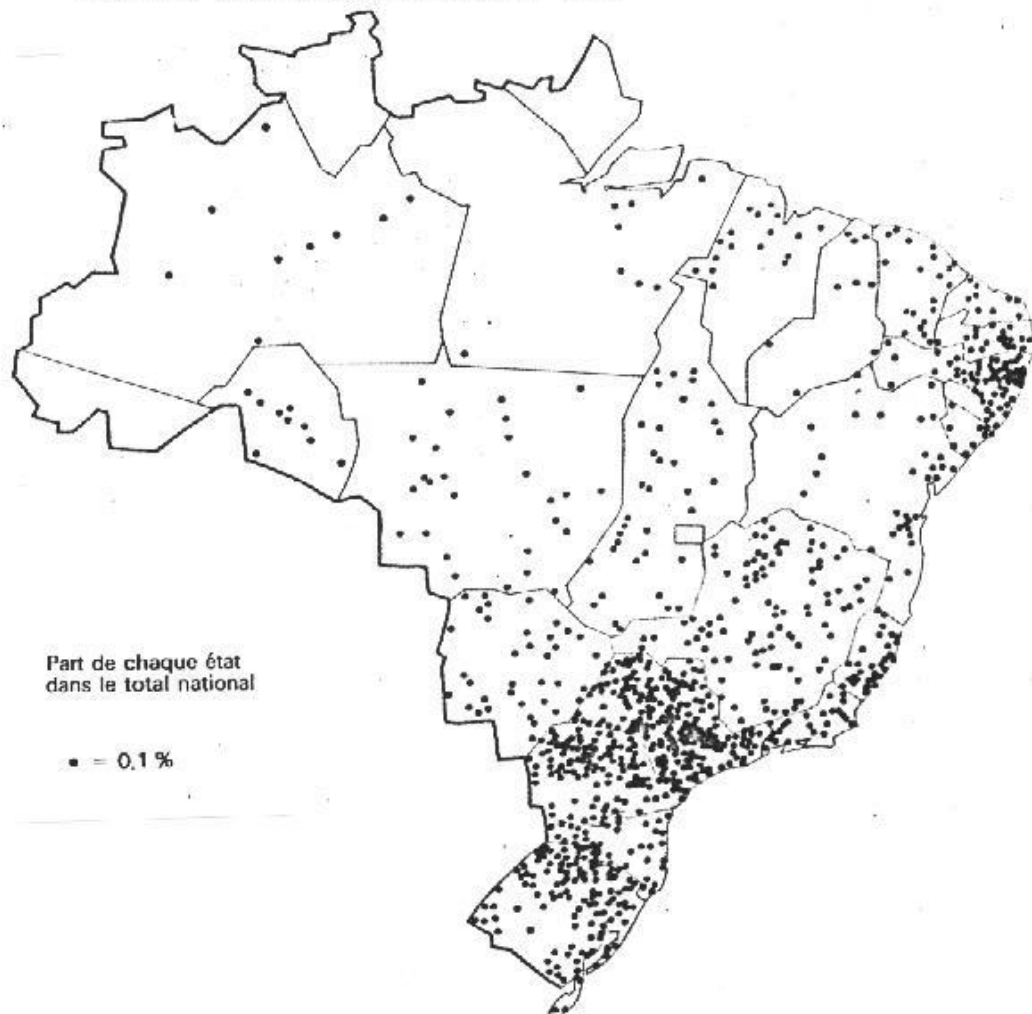 Part de chaque état
dans le total national
• = 0,1 %